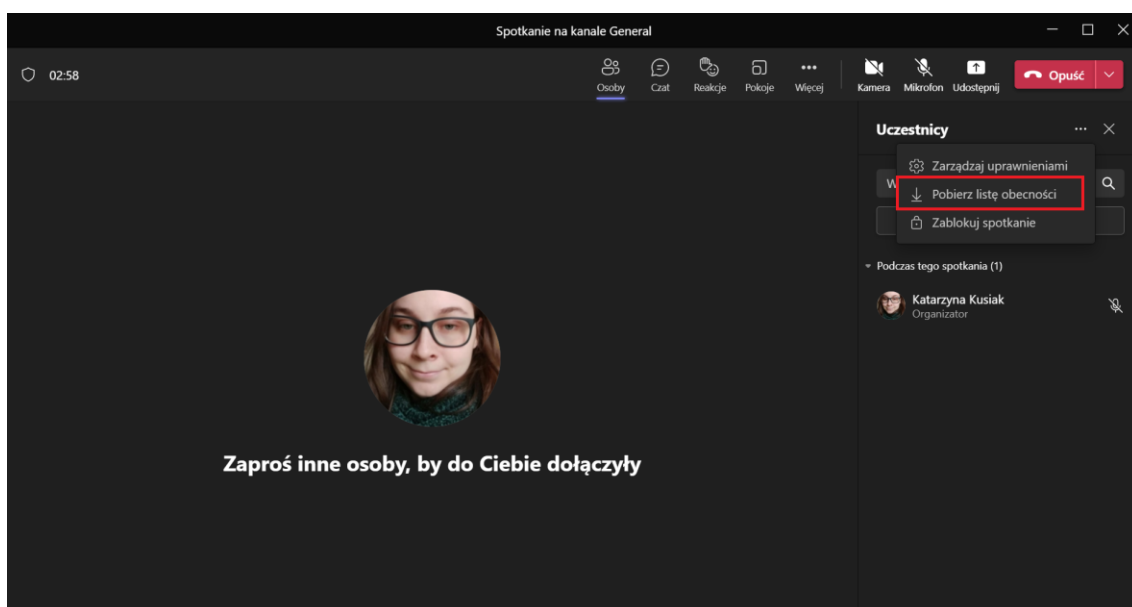 Spotkanie na kanale General
02:58
Osoby
Czat
Reakcje
Pokoje
Więcej
Kamera
Mikrofon
Udostępnij
Opuść
Uczestnicy
Zarządzaj uprawnieniami
Pobierz listę obecności
Zablokuj spotkanie
Podczas tego spotkania (1)
Katarzyna Kusiak
Organizator
Zaproś inne osoby, by do Ciebie dołączyły